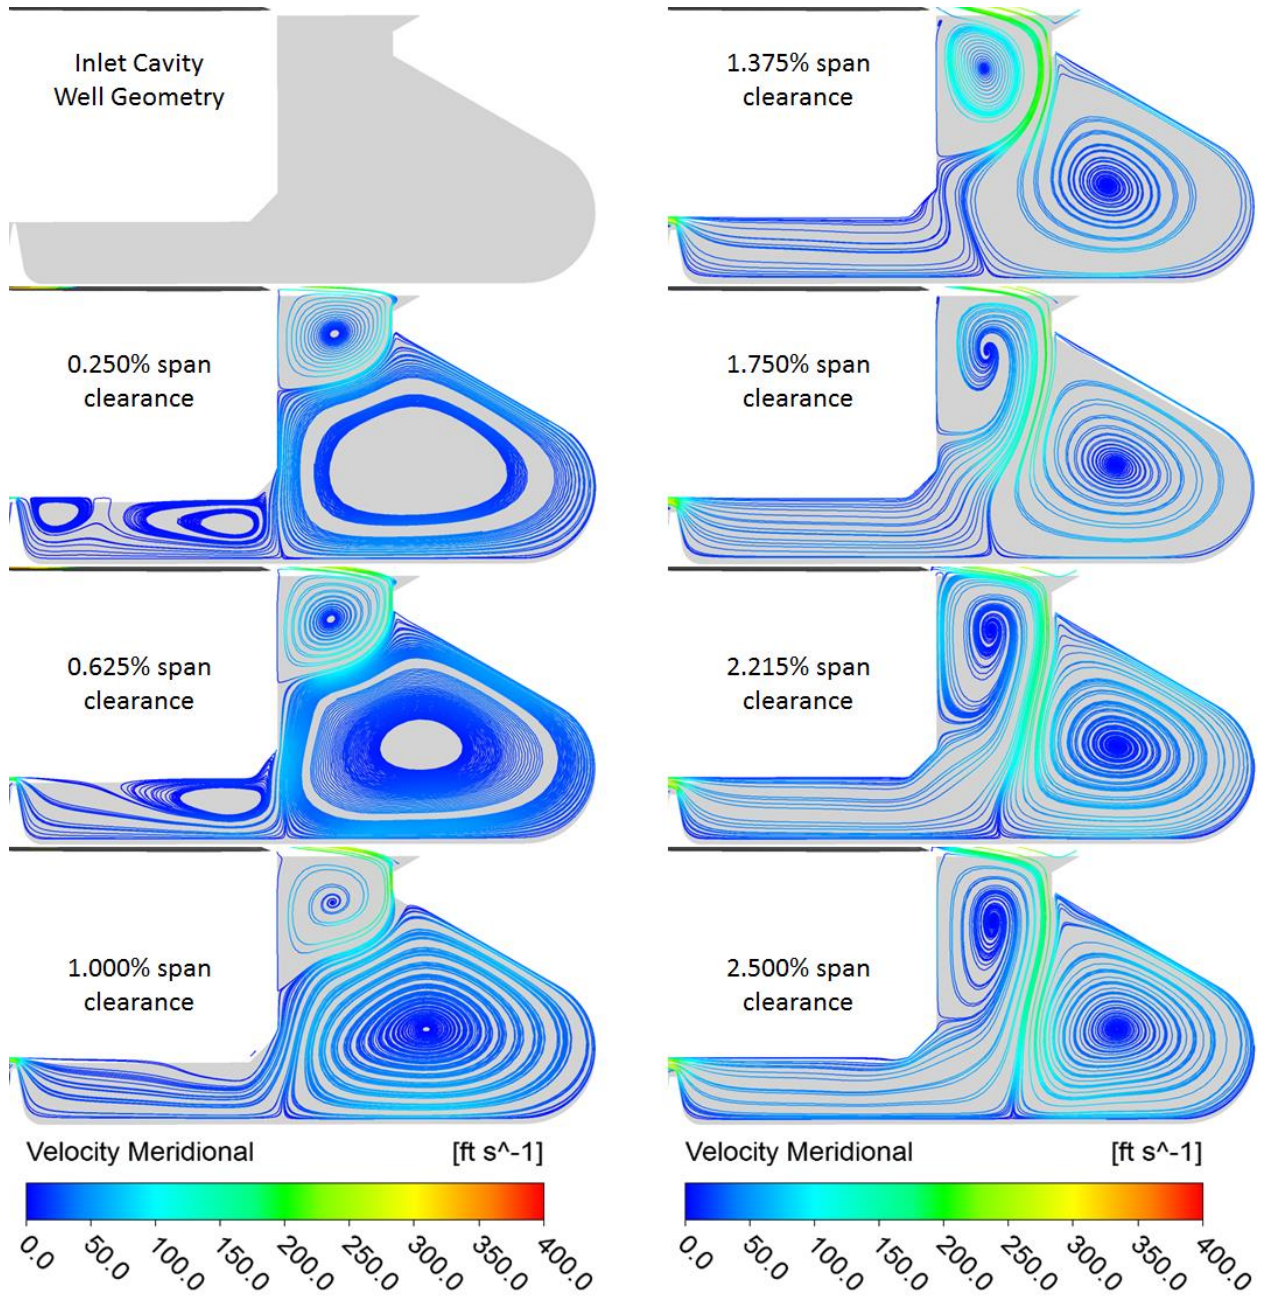 Inlet Cavity
Well Geometry
0.250% span
clearance
0.625% span
clearance
1.000% span
clearance
Velocity Meridional [ft s^-1]
0.0 50.0 100.0 150.0 200.0 250.0 300.0 350.0 400.0
1.375% span
clearance
1.750% span
clearance
2.215% span
clearance
2.500% span
clearance
Velocity Meridional [ft s^-1]
0.0 50.0 100.0 150.0 200.0 250.0 300.0 350.0 400.0